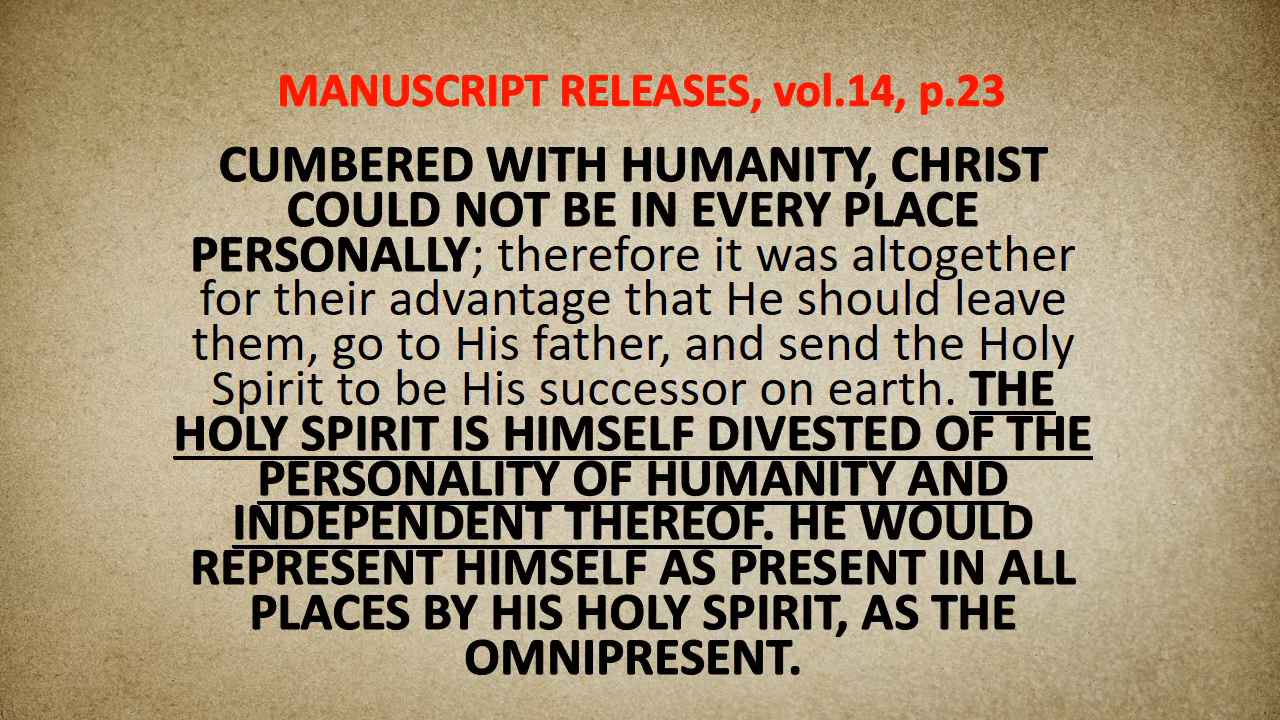 MANUSCRIPT RELEASES, vol.14, p.23
CUMBERED WITH HUMANITY, CHRIST
COULD NOT BE IN EVERY PLACE
PERSONALLY; therefore it was altogether
for their advantage that He should leave
them, go to His father, and send the Holy
Spirit to be His successor on earth. THE
HOLY SPIRIT IS HIMSELF DIVESTED OF THE
PERSONALITY OF HUMANITY AND
INDEPENDENT THEREOF. HE WOULD
REPRESENT HIMSELF AS PRESENT IN ALL
PLACES BY HIS HOLY SPIRIT, AS THE
OMNIPRESENT.